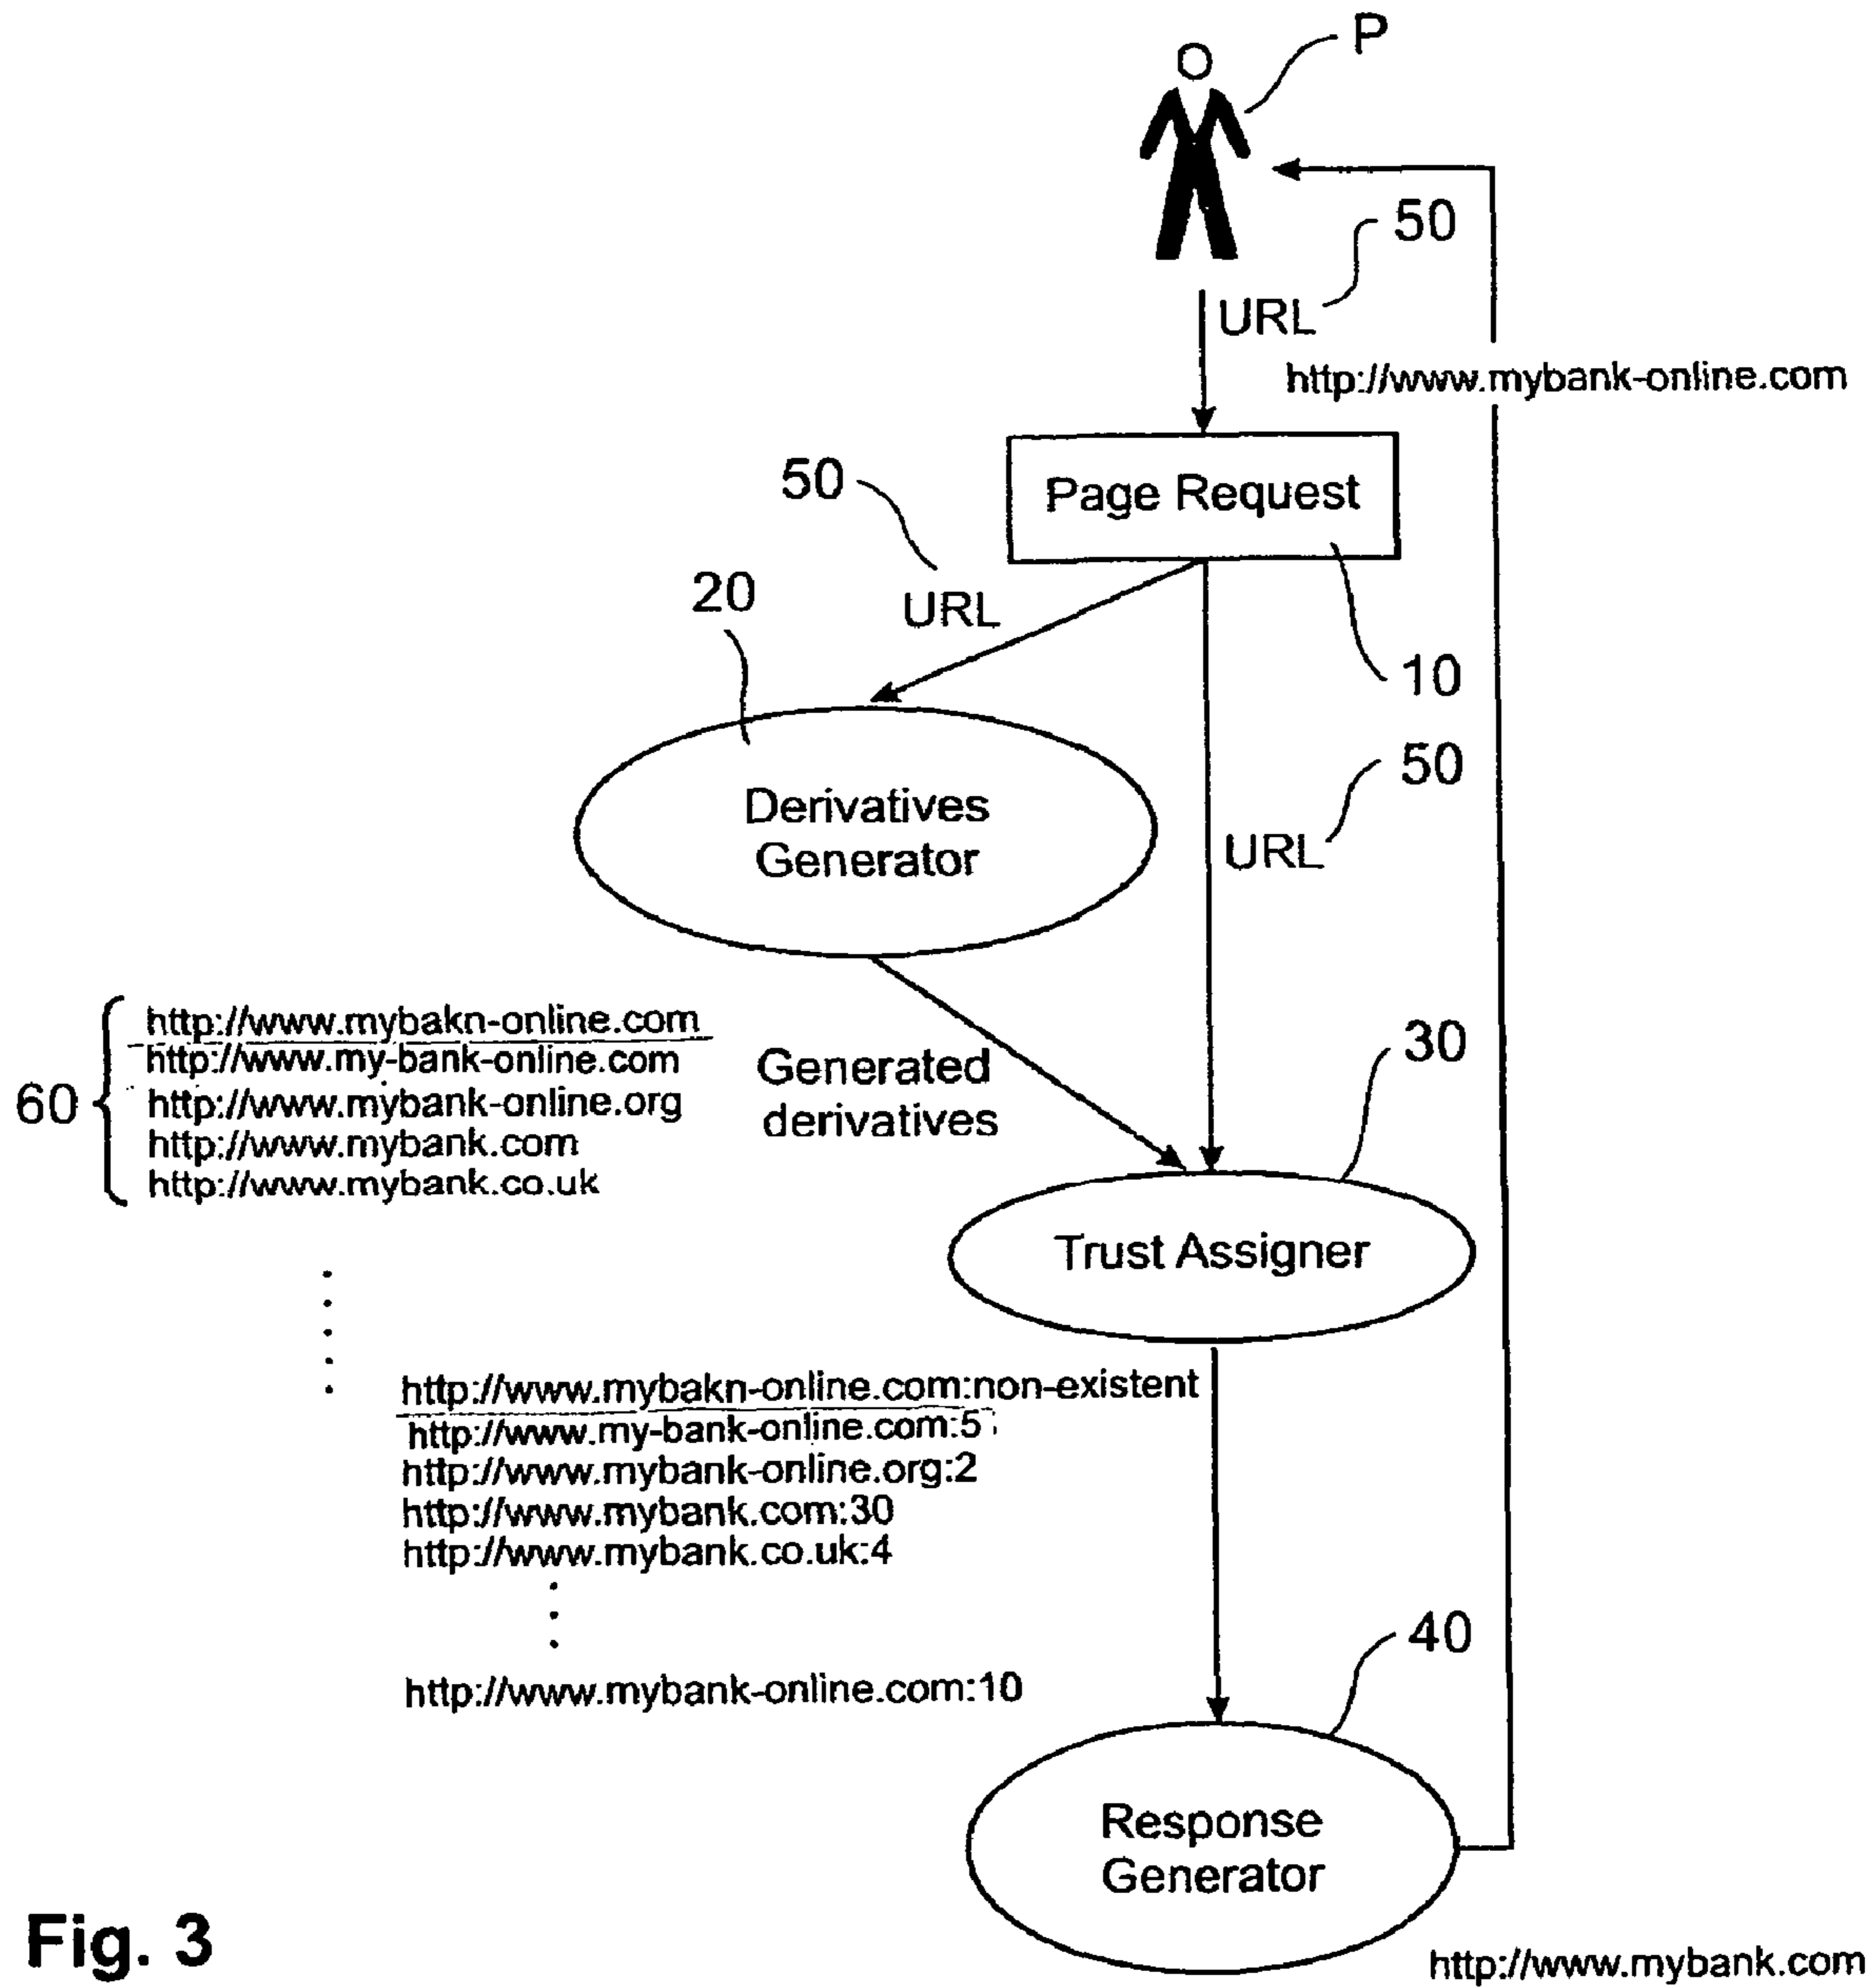 P
50
URL
http://www.mybank-online.com
Page Request
50
URL
20
10
50
URL
Derivatives
Generator
60
http://www.mybakn-online.com
http://www.my-bank-online.com
http://www.mybank-online.org
http://www.mybank.com
http://www.mybank.co.uk
Generated
derivatives
30
Trust Assigner
http://www.mybakn-online.com:non-existent
http://www.my-bank-online.com:5
http://www.mybank-online.org:2
http://www.mybank.com:30
http://www.mybank.co.uk:4
http://www.mybank-online.com:10
40
Response
Generator
Fig. 3
http://www.mybank.com